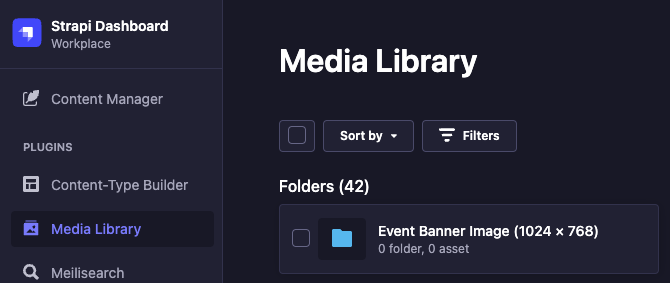 Strapi Dashboard
Workplace
Content Manager
PLUGINS
Content-Type Builder
Media Library
Meilisearch
Media Library
Sort by
Filters
Folders (42)
Event Banner Image (1024 × 768)
0 folder, 0 asset